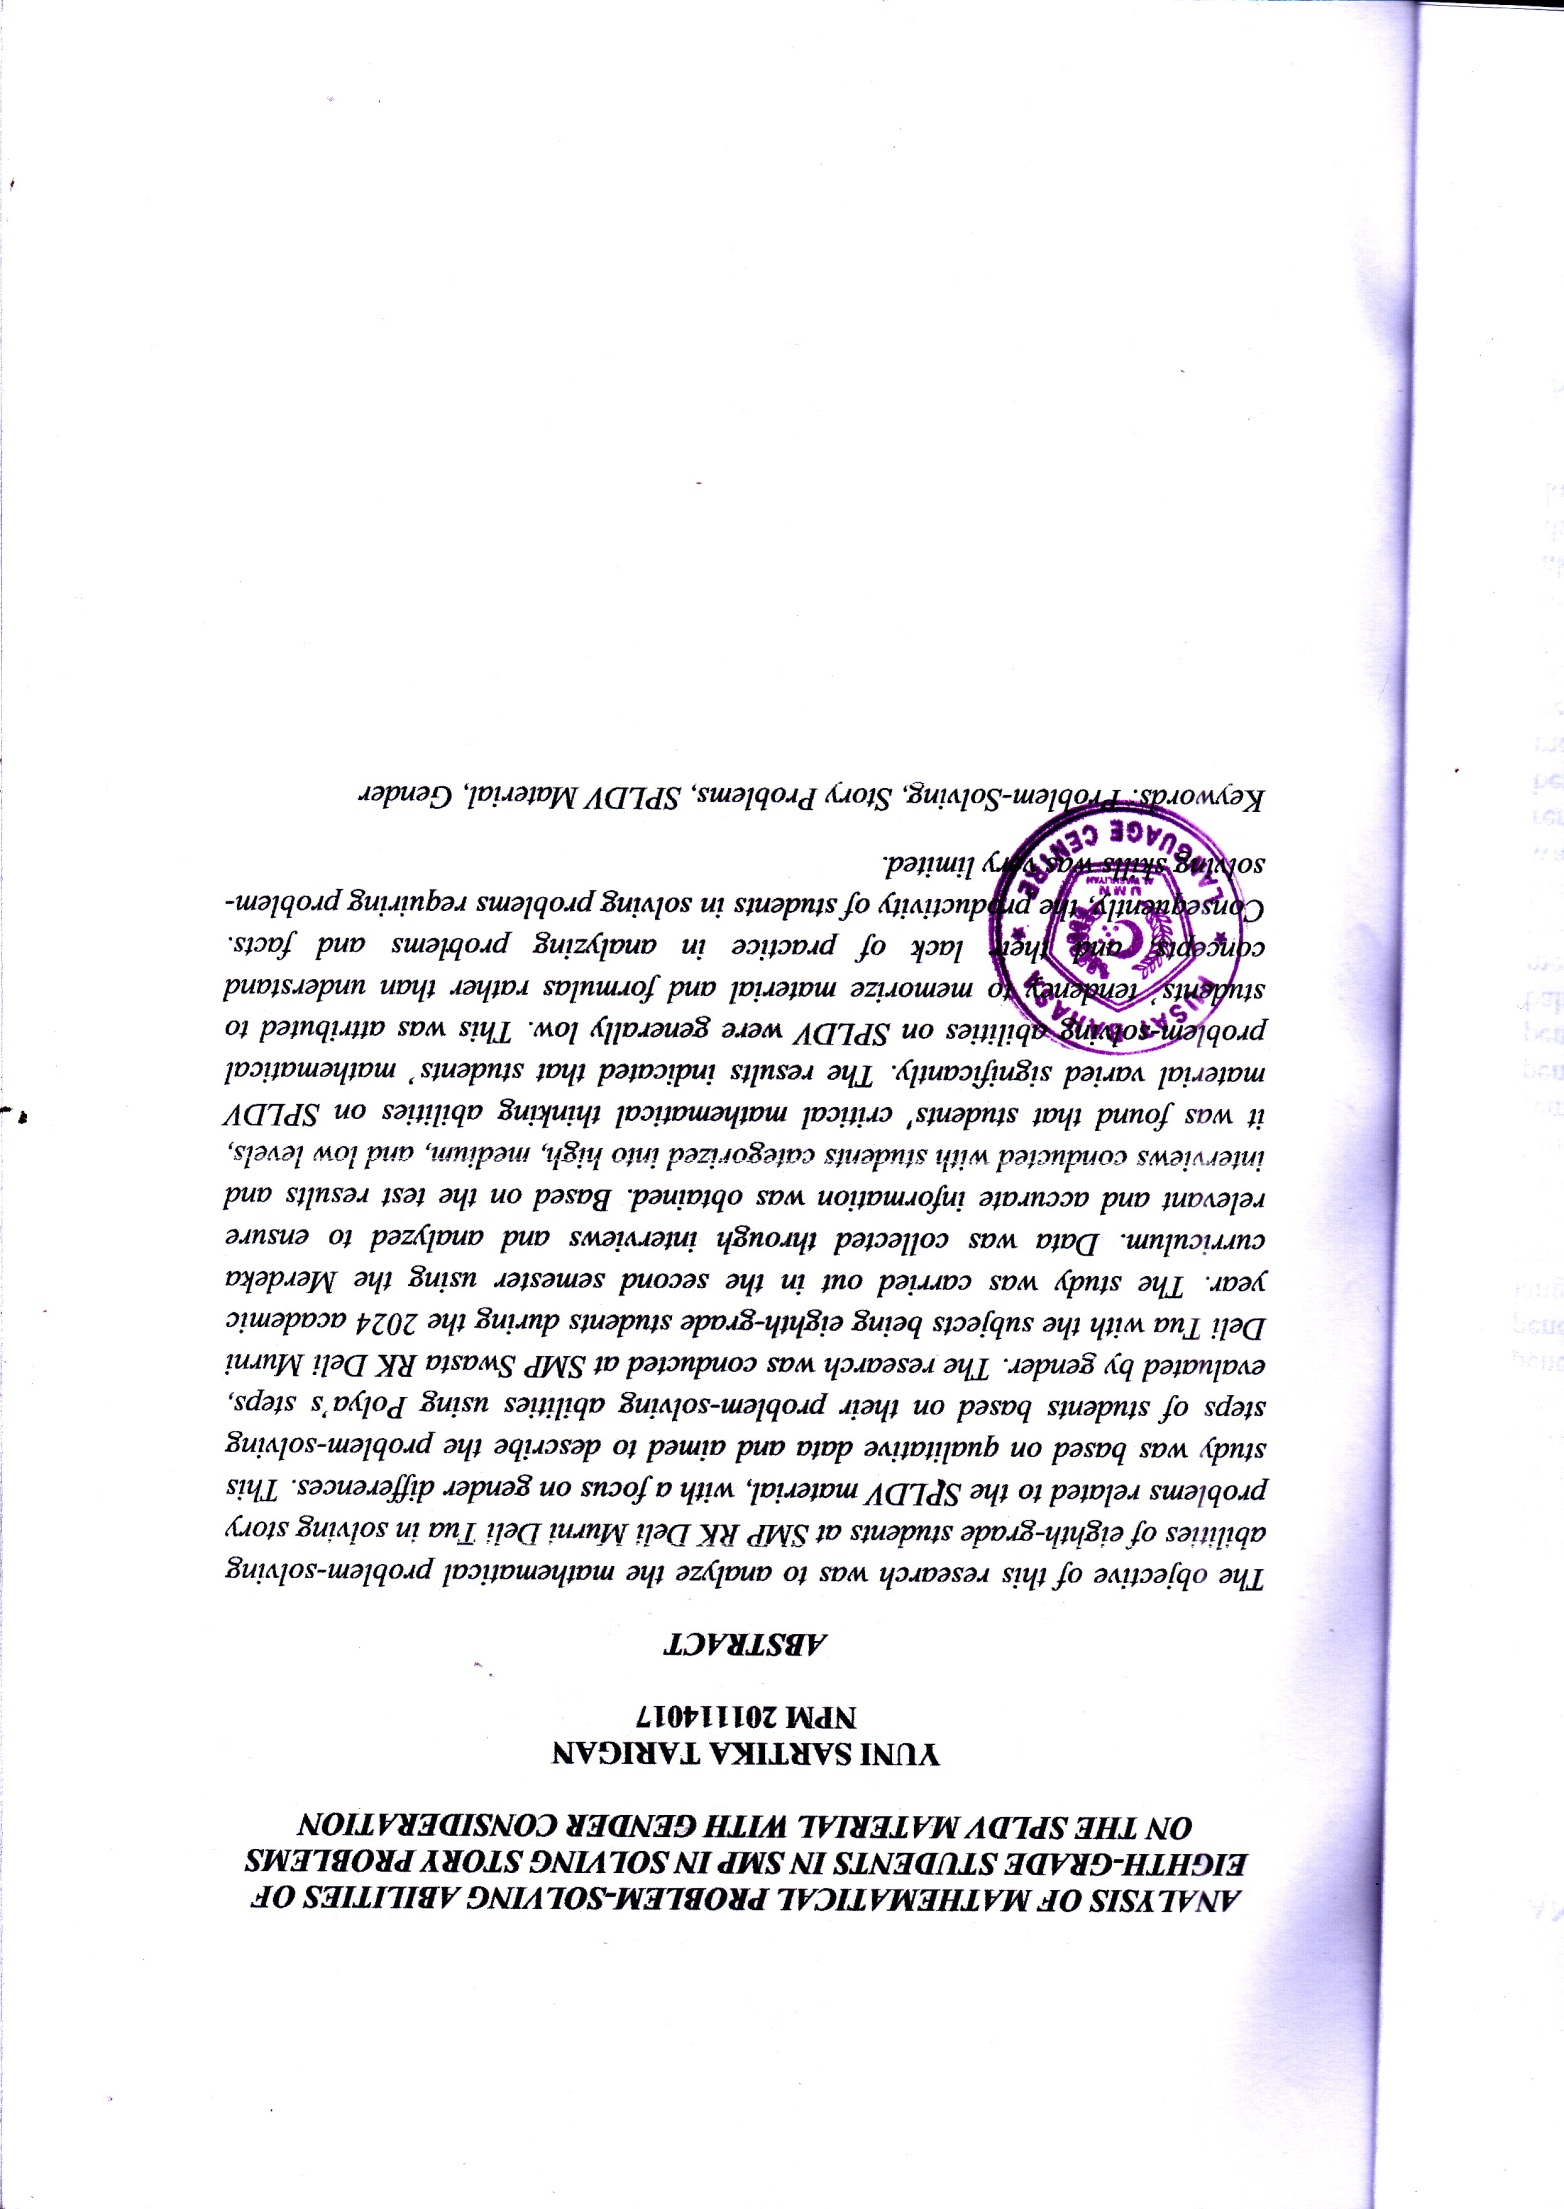 ANALYSIS OF MATHEMATICAL PROBLEM-SOLVING ABILITIES OF
EIGHTH-GRADE STUDENTS IN SMP IN SOLVING STORY PROBLEMS
ON THE SPLDV MATERIAL WITH GENDER CONSIDERATION
YUNI SARTIKA TARIGAN
NPM 201114017
ABSTRACT
The objective of this research was to analyze the mathematical problem-solving
abilities of eighth-grade students at SMP RK Deli Murni Deli Tua in solving story
problems related to the SPLDV material, with a focus on gender differences. This
study was based on qualitative data and aimed to describe the problem-solving
steps of students based on their problem-solving abilities using Polya's steps,
evaluated by gender. The research was conducted at SMP Swasta RK Deli Murni
Deli Tua with the subjects being eighth-grade students during the 2024 academic
year. The study was carried out in the second semester using the Merdeka
curriculum. Data was collected through interviews and analyzed to ensure
relevant and accurate information was obtained. Based on the test results and
interviews conducted with students categorized into high, medium, and low levels,
it was found that students' critical mathematical thinking abilities on SPLDV
material varied significantly. The results indicated that students' mathematical
problem-solving abilities on SPLDV were generally low. This was attributed to
students' tendency to memorize material and formulas rather than understand
concepts, and their lack of practice in analyzing problems and facts.
Consequently, the productivity of students in solving problems requiring problem-
solving skills was very limited.
Keywords: Problem-Solving, Story Problems, SPLDV Material, Gender
PUSAT BAHASA
UMN
AL WASHLIYAH
LANGUAGE CENTRE